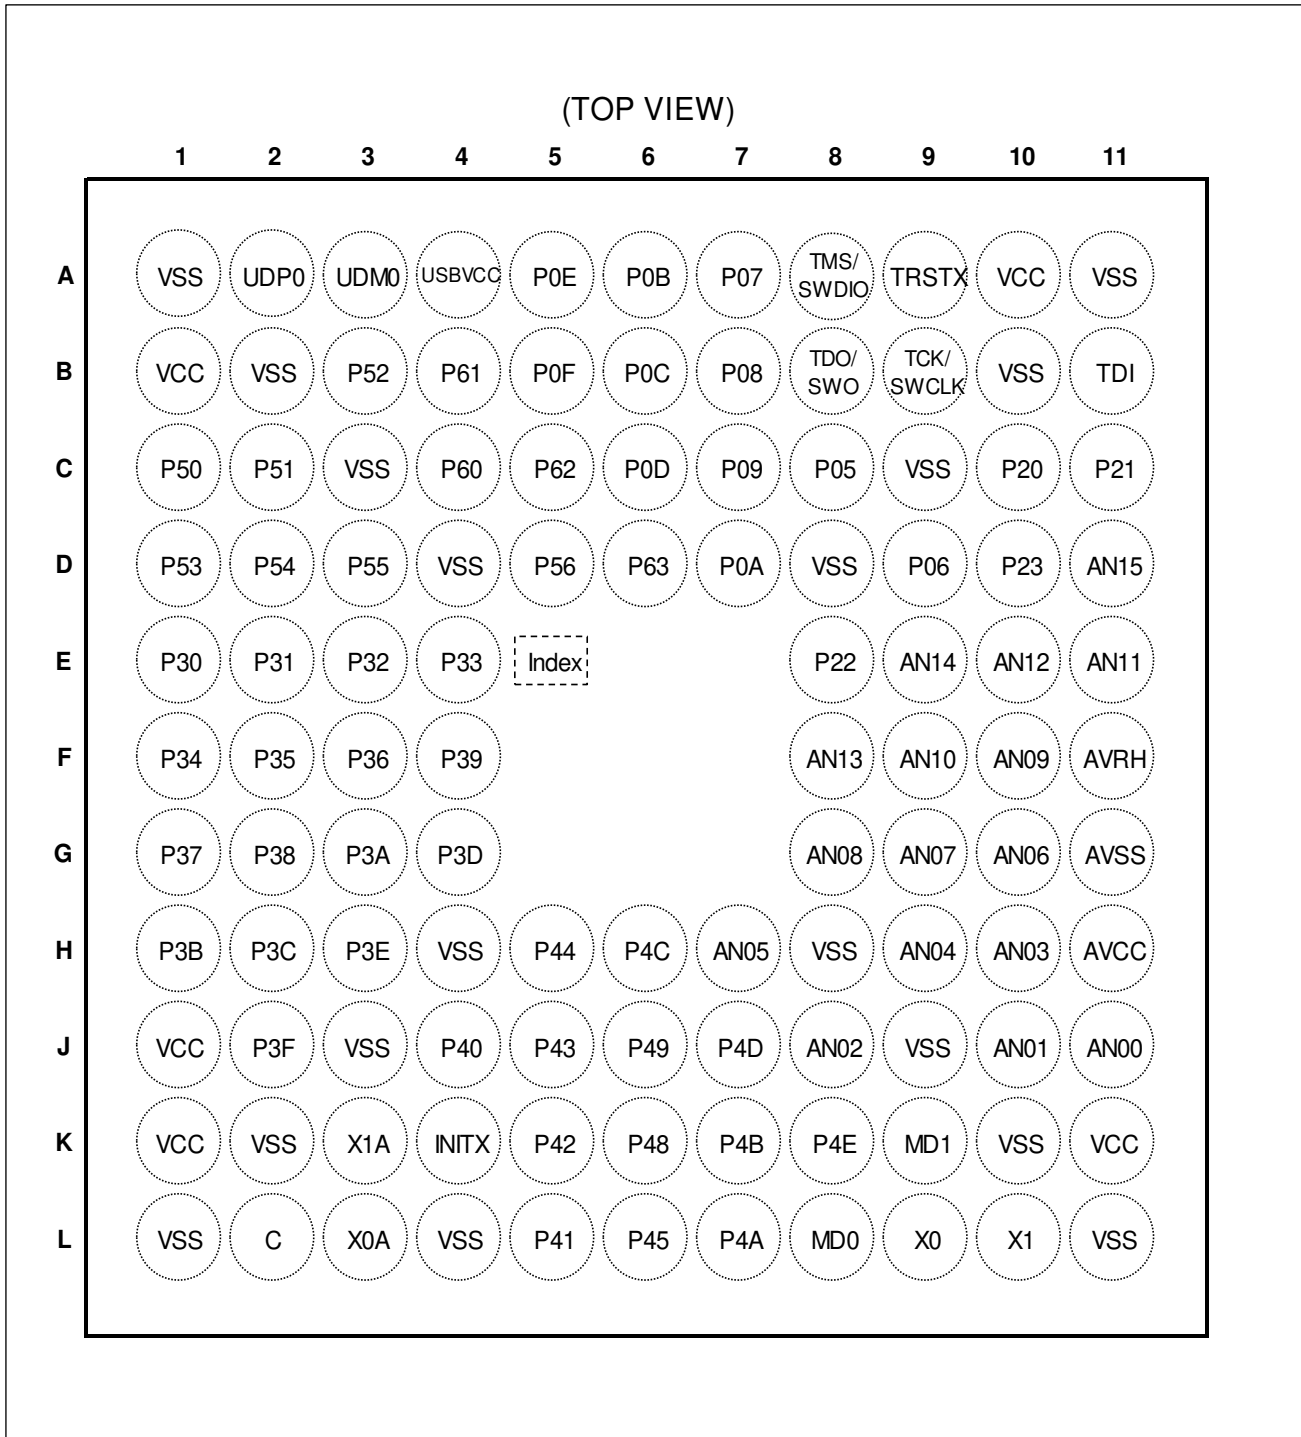 (TOP VIEW)
1 2 3 4 5 6 7 8 9 10 11
A VSS UDP0 UDM0 USBVCC P0E P0B P07 TMS/ SWDIO TRSTX VCC VSS
B VCC VSS P52 P61 P0F P0C P08 TDO/ SWO TCK/ SWCLK VSS TDI
C P50 P51 VSS P60 P62 P0D P09 P05 VSS P20 P21
D P53 P54 P55 VSS P56 P63 P0A VSS P06 P23 AN15
E P30 P31 P32 P33 Index P22 AN14 AN12 AN11
F P34 P35 P36 P39 AN13 AN10 AN09 AVRH
G P37 P38 P3A P3D AN08 AN07 AN06 AVSS
H P3B P3C P3E VSS P44 P4C AN05 VSS AN04 AN03 AVCC
J VCC P3F VSS P40 P43 P49 P4D AN02 VSS AN01 AN00
K VCC VSS X1A INITX P42 P48 P4B P4E MD1 VSS VCC
L VSS C X0A VSS P41 P45 P4A MD0 X0 X1 VSS